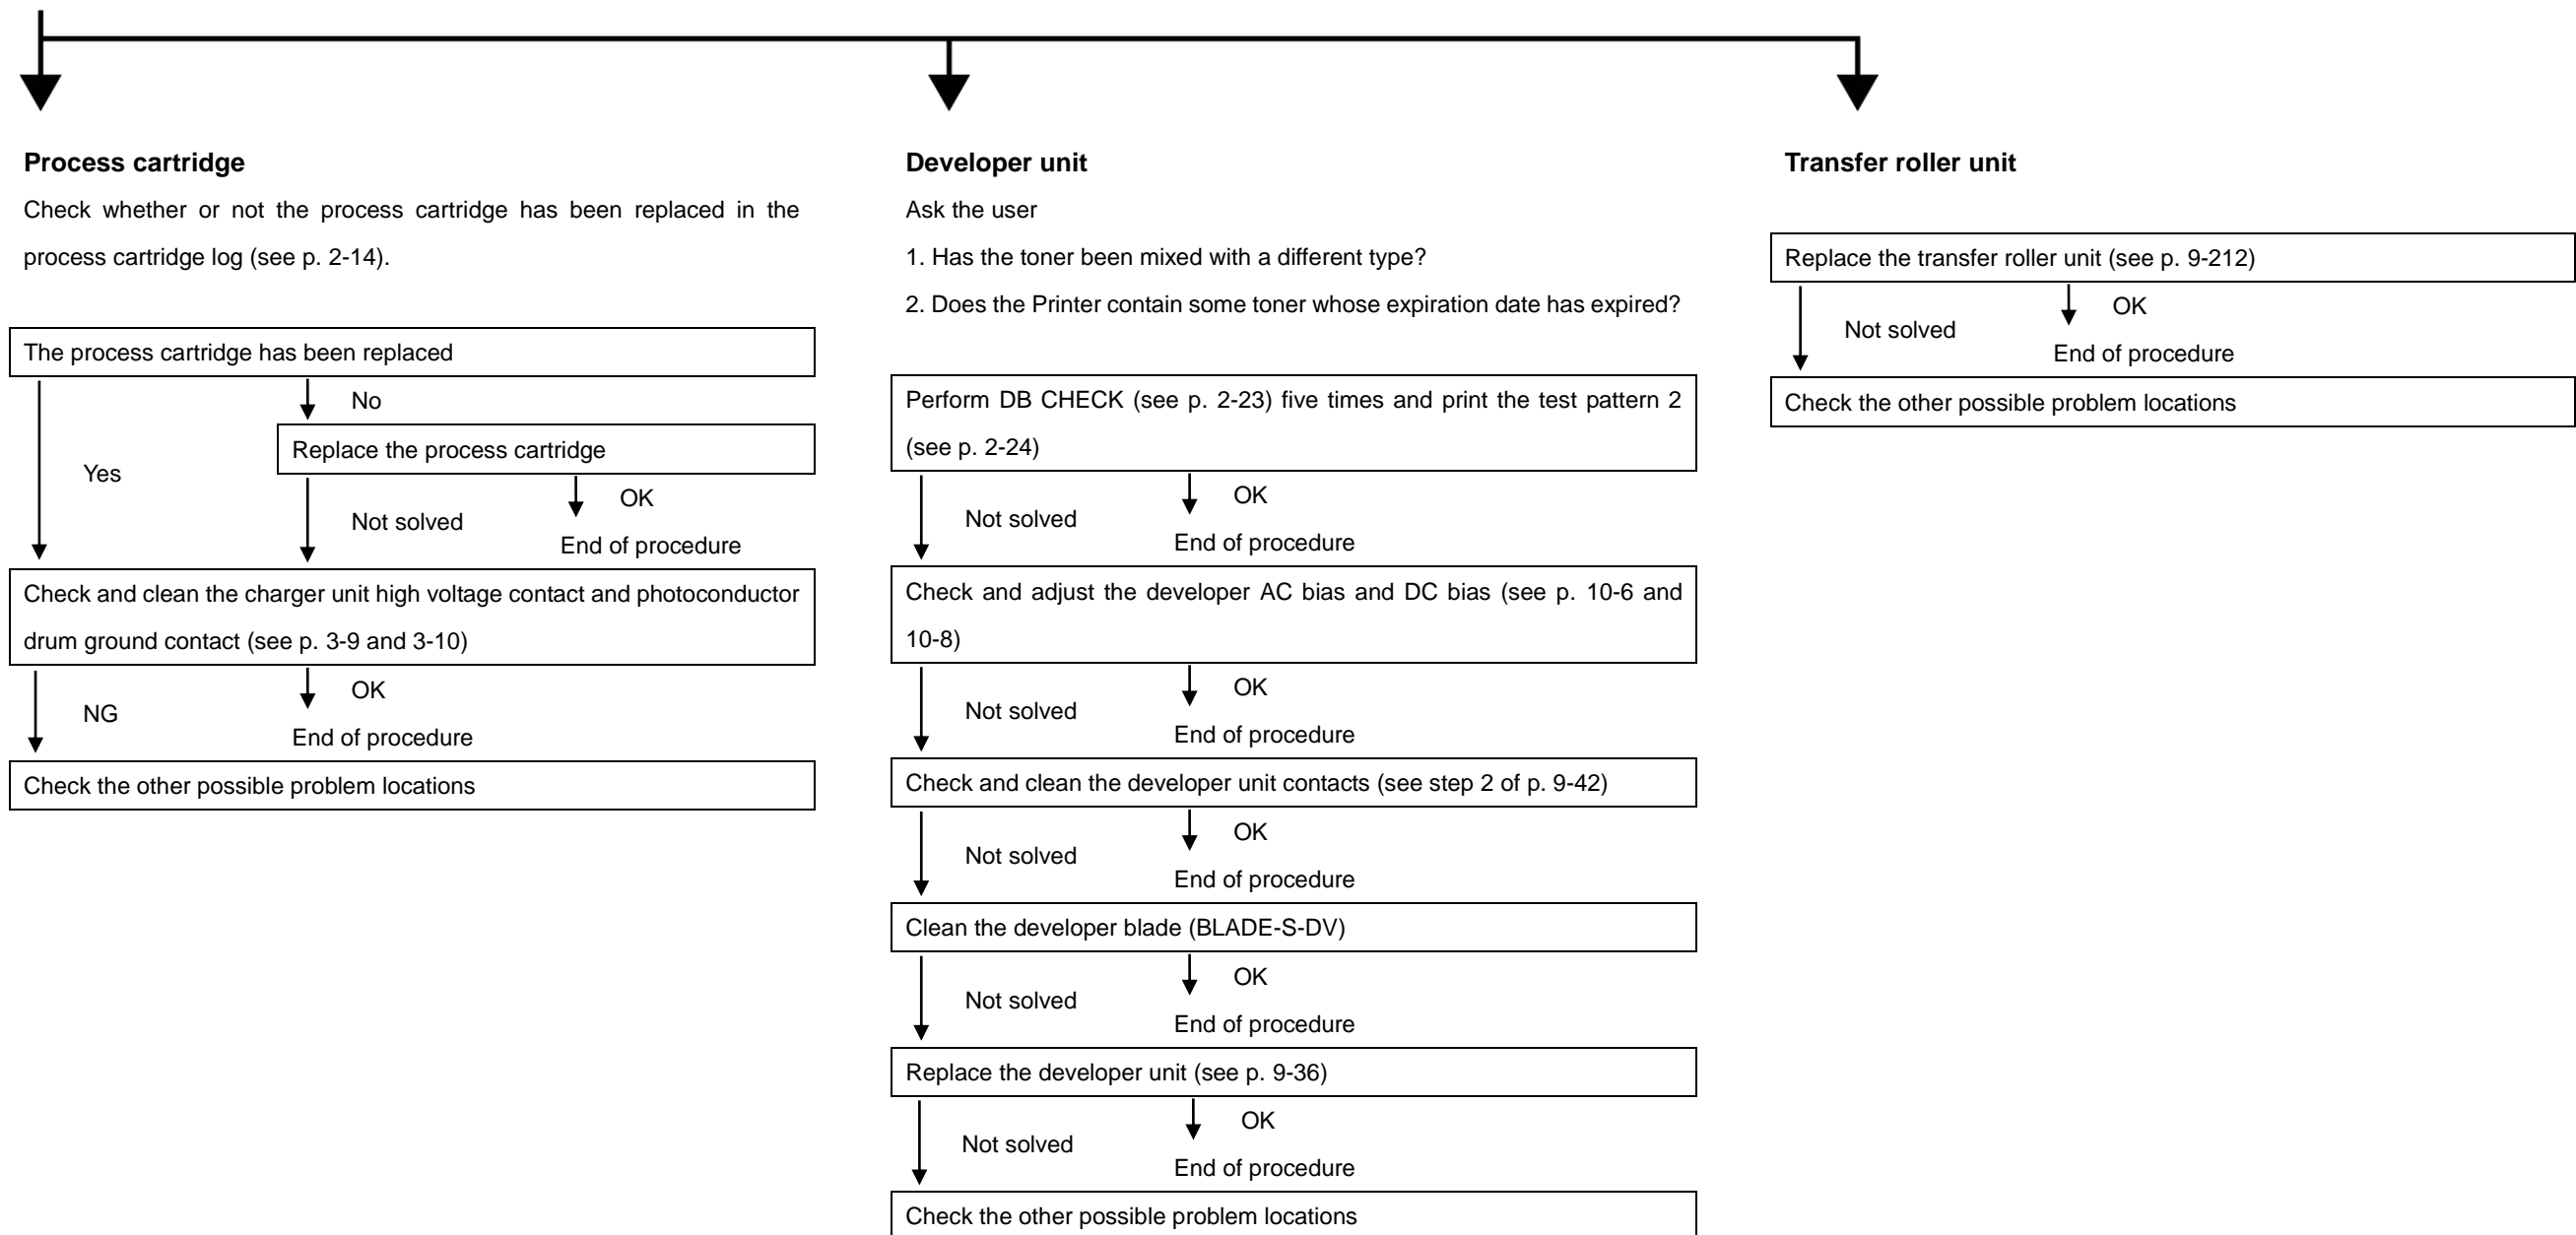 Process cartridge
Check whether or not the process cartridge has been replaced in the
process cartridge log (see p. 2-14).
The process cartridge has been replaced
No
Replace the process cartridge
Yes
OK
Not solved
End of procedure
Check and clean the charger unit high voltage contact and photoconductor
drum ground contact (see p. 3-9 and 3-10)
OK
NG
End of procedure
Check the other possible problem locations
Developer unit
Ask the user
1. Has the toner been mixed with a different type?
2. Does the Printer contain some toner whose expiration date has expired?
Perform DB CHECK (see p. 2-23) five times and print the test pattern 2
(see p. 2-24)
OK
Not solved
End of procedure
Check and adjust the developer AC bias and DC bias (see p. 10-6 and
10-8)
OK
Not solved
End of procedure
Check and clean the developer unit contacts (see step 2 of p. 9-42)
OK
Not solved
End of procedure
Clean the developer blade (BLADE-S-DV)
OK
Not solved
End of procedure
Replace the developer unit (see p. 9-36)
OK
Not solved
End of procedure
Check the other possible problem locations
Transfer roller unit
Replace the transfer roller unit (see p. 9-212)
OK
Not solved
End of procedure
Check the other possible problem locations